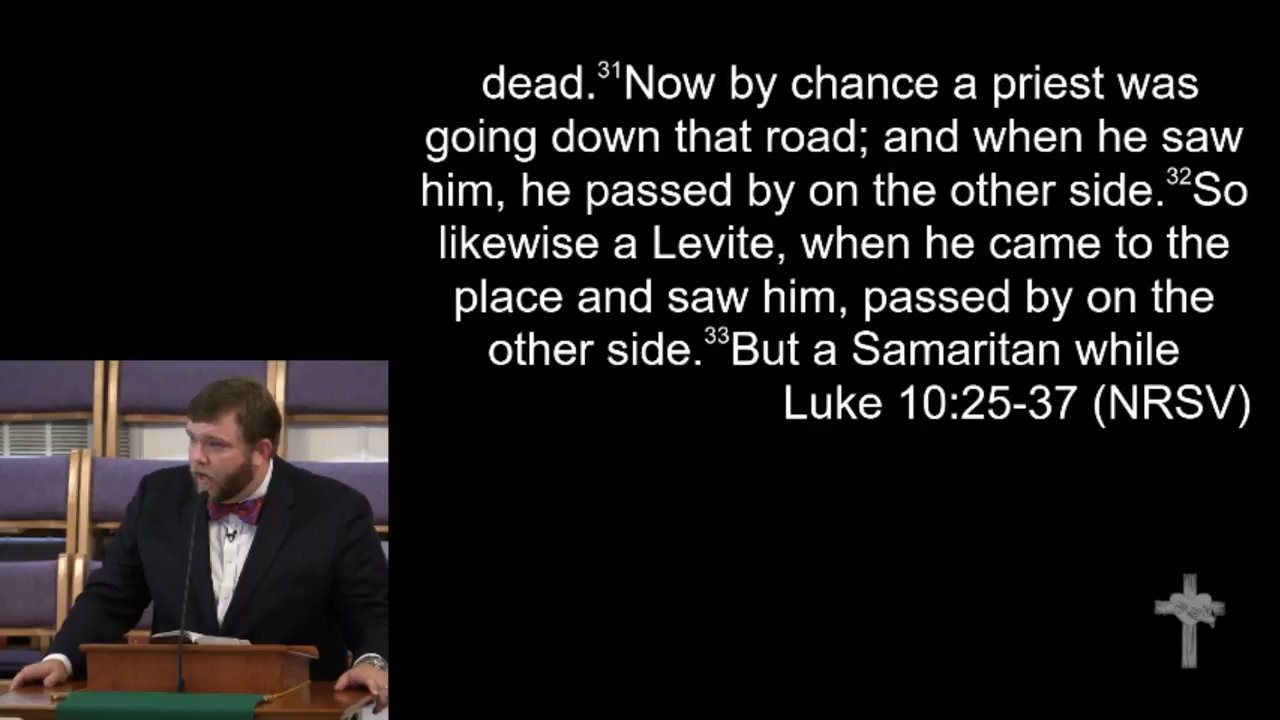 dead.³¹Now by chance a priest was
going down that road; and when he saw
him, he passed by on the other side.³²So
likewise a Levite, when he came to the
place and saw him, passed by on the
other side.³³But a Samaritan while
Luke 10:25-37 (NRSV)